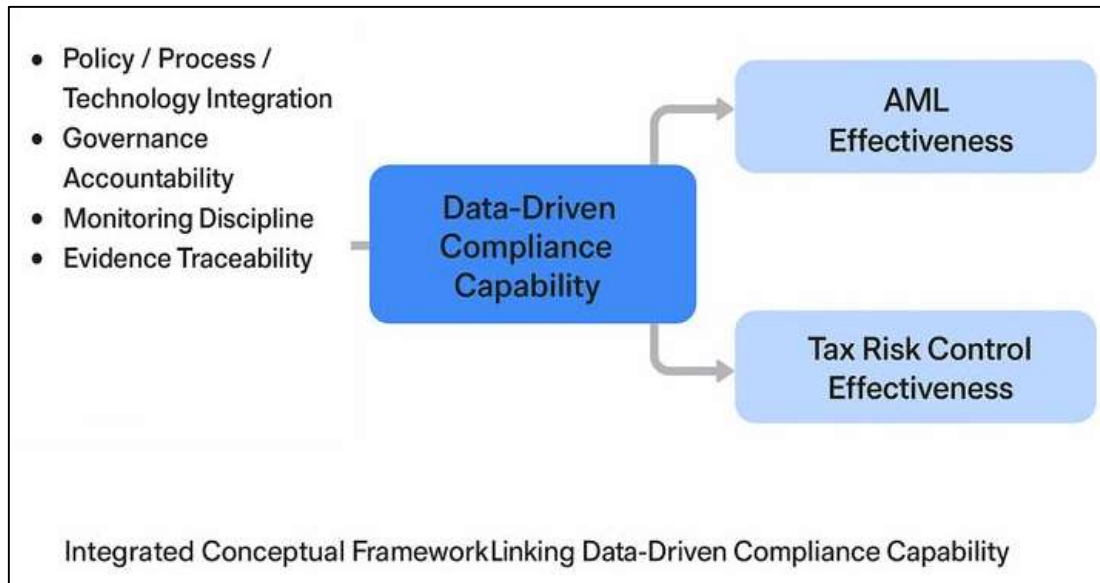 • Policy / Process /
Technology Integration
• Governance
Accountability
• Monitoring Discipline
• Evidence Traceability
Data-Driven
Compliance
Capability
AML
Effectiveness
Tax Risk Control
Effectiveness
Integrated Conceptual FrameworkLinking Data-Driven Compliance Capability